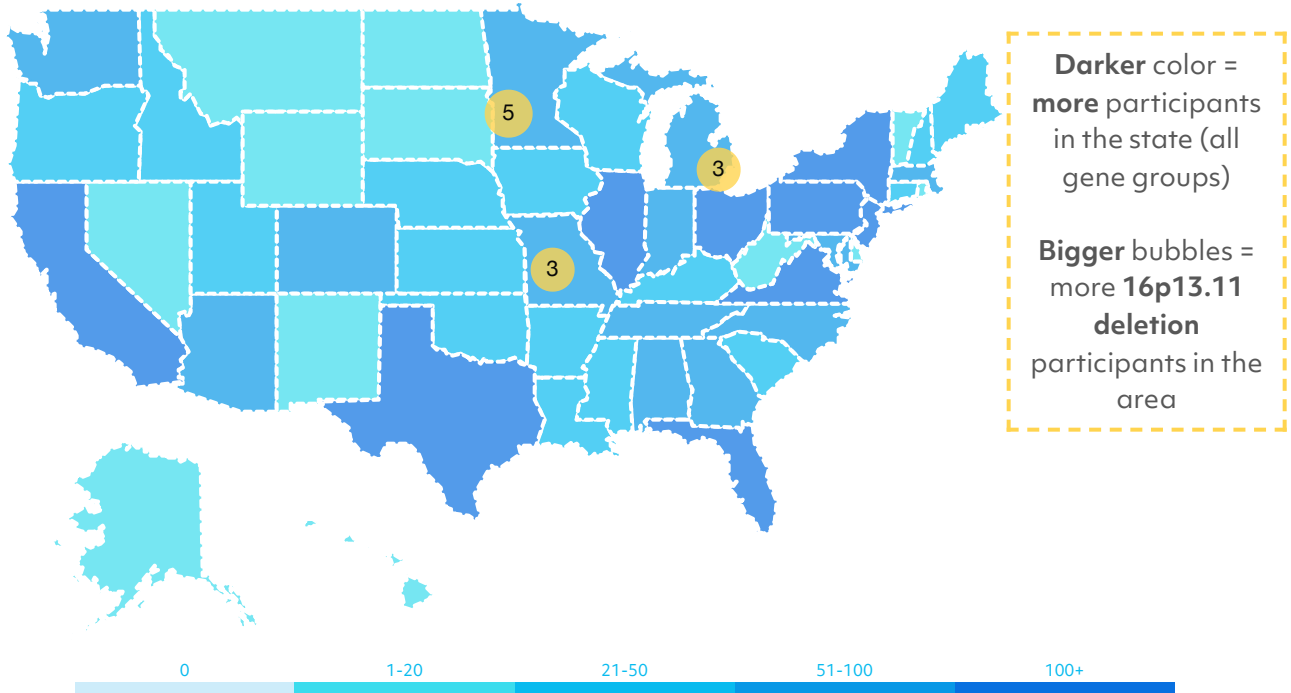 5
3
3
Darker color =
more participants
in the state (all
gene groups)
Bigger bubbles =
more 16p13.11
deletion
participants in the
area
0
1-20
21-50
51-100
100+